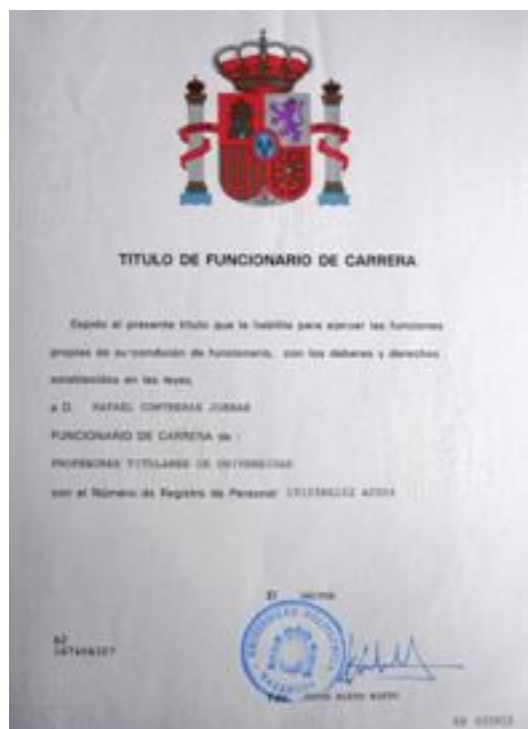 TITULO DE FUNCIONARIO DE CARRERA
Expido el presente título que le habilita para ejercer las funciones
propias de su condición de funcionario, con los deberes y derechos
establecidos en las leyes,
a D. RAFAEL CONTRERAS
FUNCIONARIO DE CARRERA de :
PROFESORES TITULARES DE UNIVERSIDAD
con el Número de Registro de Personal
El RECTOR